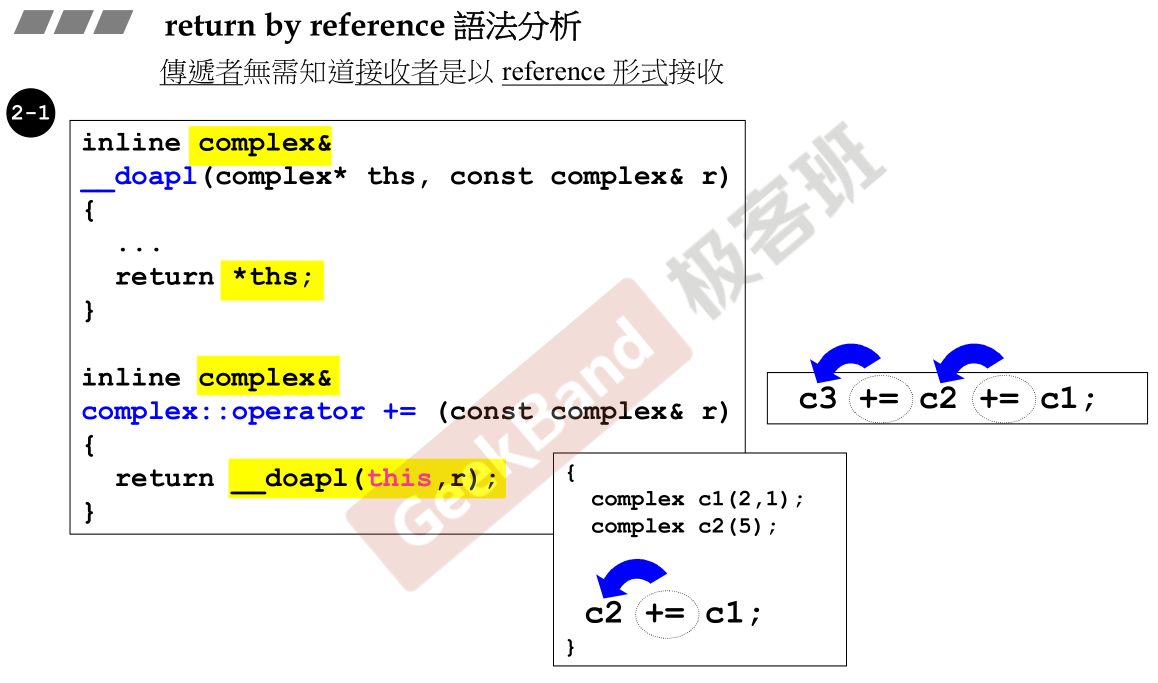 return by reference 語法分析
傳遞者無需知道接收者是以 reference 形式接收
2-1
inline complex&
__doapl(complex* ths, const complex& r)
{
...
return *ths;
}
inline complex&
complex::operator += (const complex& r)
{
return __doapl(this,r);
}
c3 += c2 += c1;
{
complex c1(2,1);
complex c2(5);
c2 += c1;
}
GeekBand 极客班